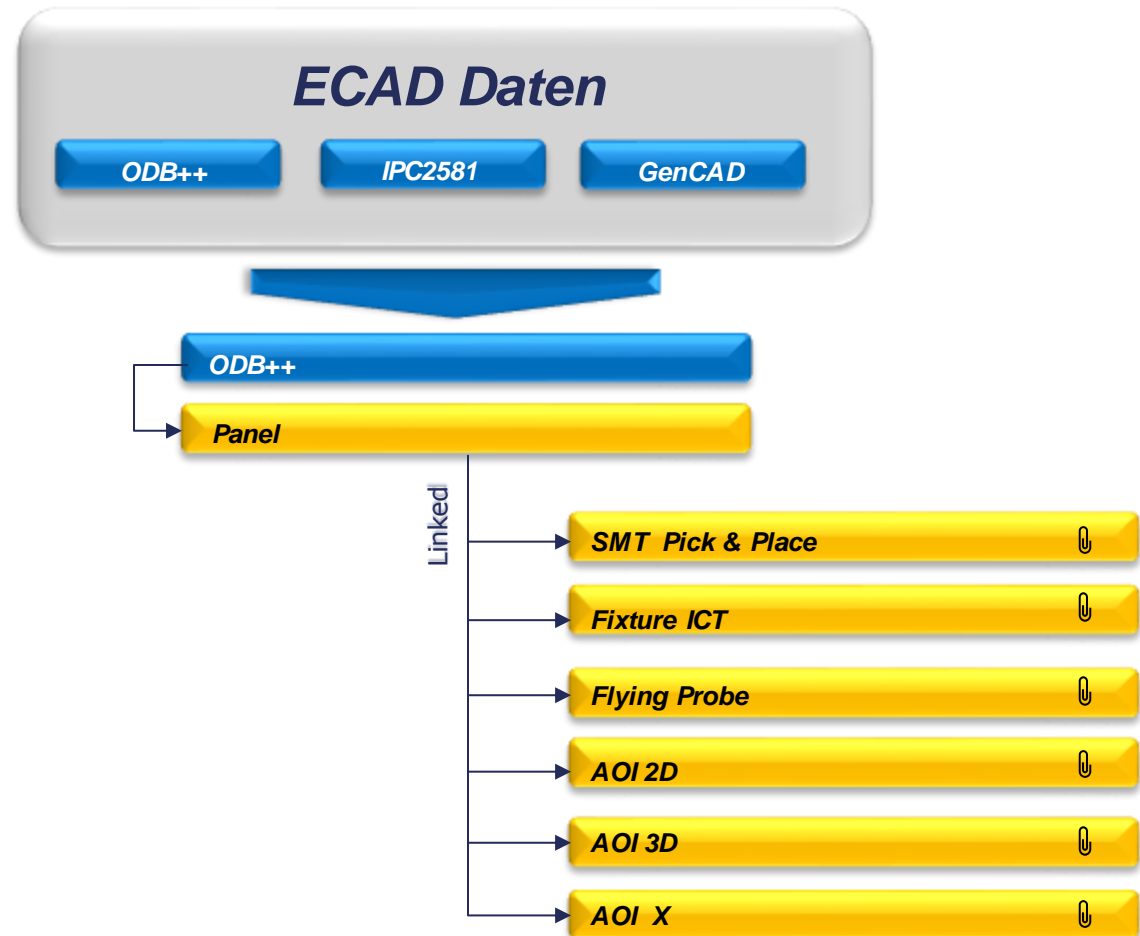 ECAD Daten
ODB++
IPC2581
GenCAD
ODB++
Panel
Linked
SMT Pick & Place
Fixture ICT
Flying Probe
AOI 2D
AOI 3D
AOI X